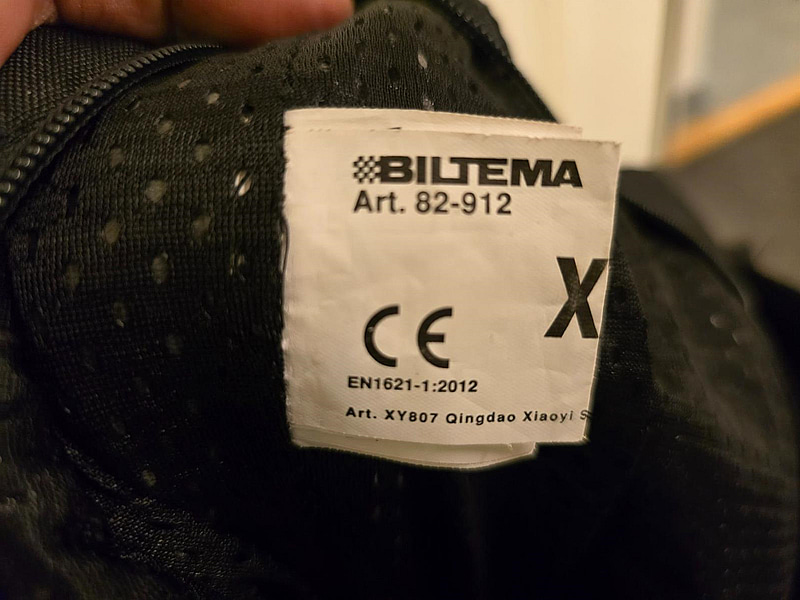 BILTEMA
Art. 82-912
X
CE
EN1621-1:2012
Art. XY807 Qingdao Xiaoyi S